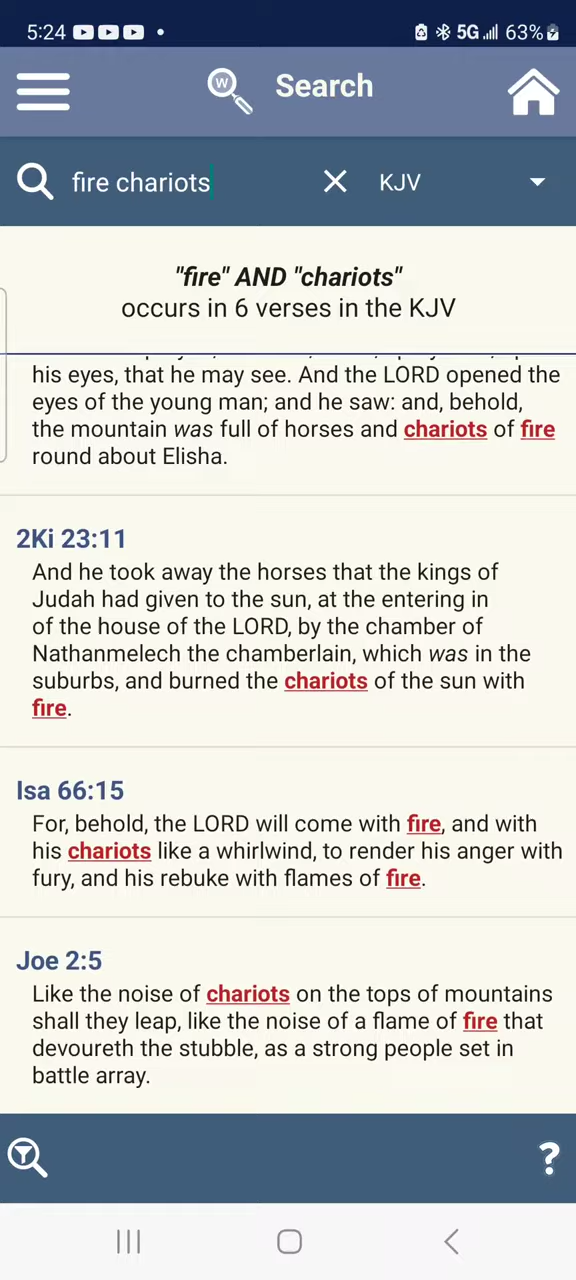 5:24
5G 63%
W
Search
fire chariots
KJV
"fire" AND "chariots"
occurs in 6 verses in the KJV
his eyes, that he may see. And the LORD opened the
eyes of the young man; and he saw: and, behold,
the mountain was full of horses and chariots of fire
round about Elisha.
2Ki 23:11
And he took away the horses that the kings of
Judah had given to the sun, at the entering in
of the house of the LORD, by the chamber of
Nathanmelech the chamberlain, which was in the
suburbs, and burned the chariots of the sun with
fire.
Isa 66:15
For, behold, the LORD will come with fire, and with
his chariots like a whirlwind, to render his anger with
fury, and his rebuke with flames of fire.
Joe 2:5
Like the noise of chariots on the tops of mountains
shall they leap, like the noise of a flame of fire that
devoureth the stubble, as a strong people set in
battle array.
?